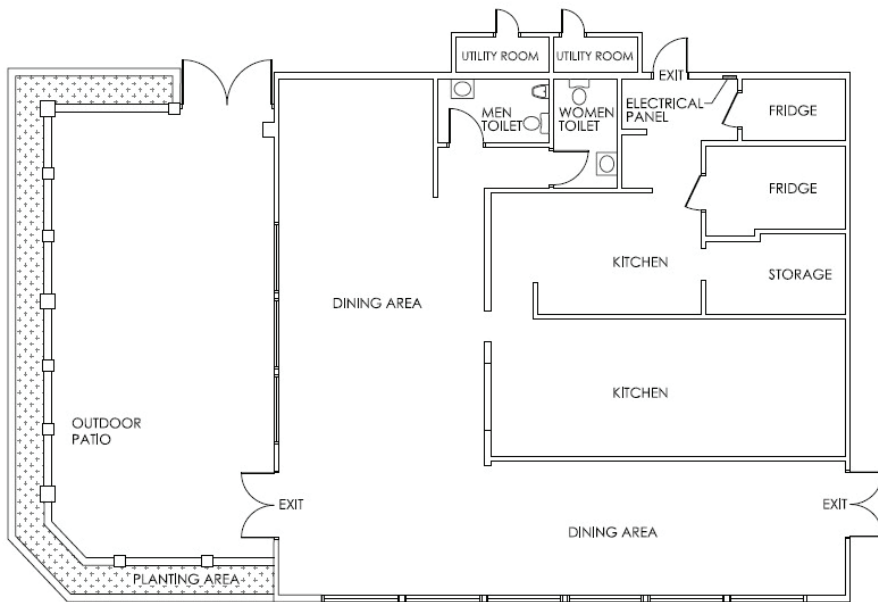 UTILITY ROOM
UTILITY ROOM
EXIT
MEN
TOILET
WOMEN
TOILET
ELECTRICAL
PANEL
FRIDGE
FRIDGE
KITCHEN
STORAGE
DINING AREA
KITCHEN
OUTDOOR
PATIO
EXIT
EXIT
DINING AREA
PLANTING AREA